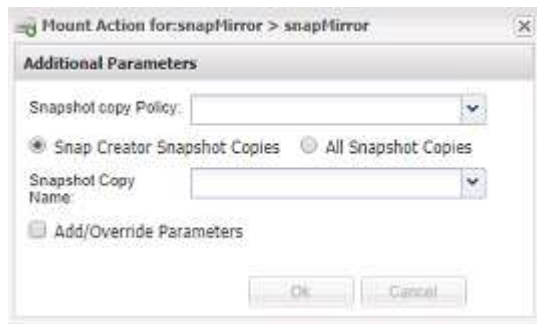 Mount Action for:snapMirror > snapMirror
Additional Parameters
Snapshot copy Policy:
Snap Creator Snapshot Copies All Snapshot Copies
Snapshot Copy
Name:
Add/Override Parameters
Ok Cancel